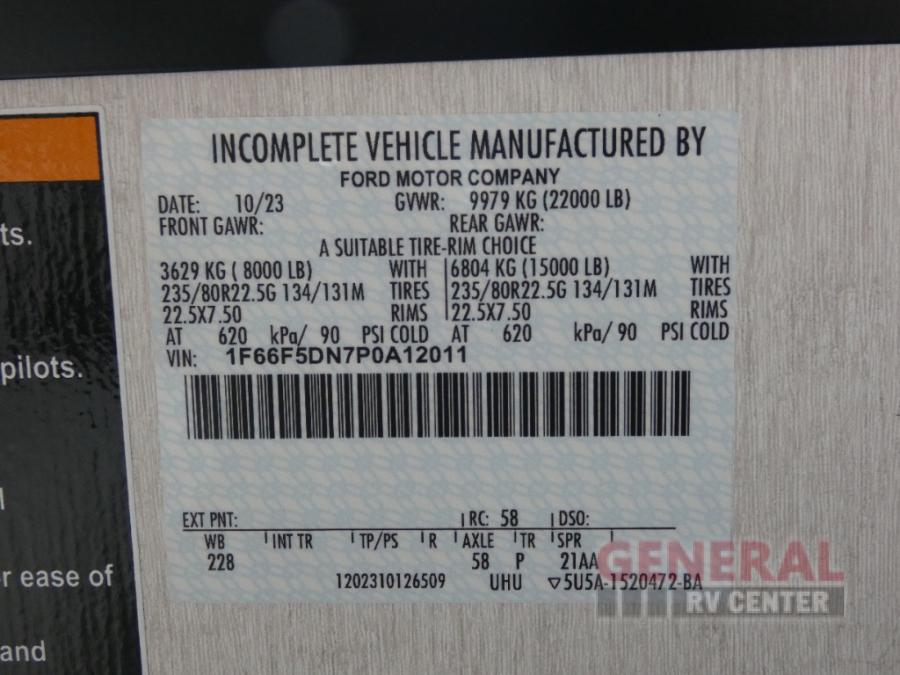 INCOMPLETE VEHICLE MANUFACTURED BY
FORD MOTOR COMPANY
DATE: 10/23 GVWR: 9979 KG (22000 LB)
FRONT GAWR: REAR GAWR:
A SUITABLE TIRE-RIM CHOICE
3629 KG ( 8000 LB) WITH 6804 KG (15000 LB) WITH
235/80R22.5G 134/131M TIRES 235/80R22.5G 134/131M TIRES
22.5X7.50 RIMS 22.5X7.50 RIMS
AT 620 kPa/ 90 PSI COLD AT 620 kPa/ 90 PSI COLD
VIN: 1F66F5DN7P0A12011
EXT PNT: RC: 58 DSO:
WB INT TR TP/PS R AXLE TR SPR
228 58 P 21AA
1202310126509 UHU ▽5U5A-1520472-BA
ts.
pilots.
r ease of
and
GENERAL
RV CENTER